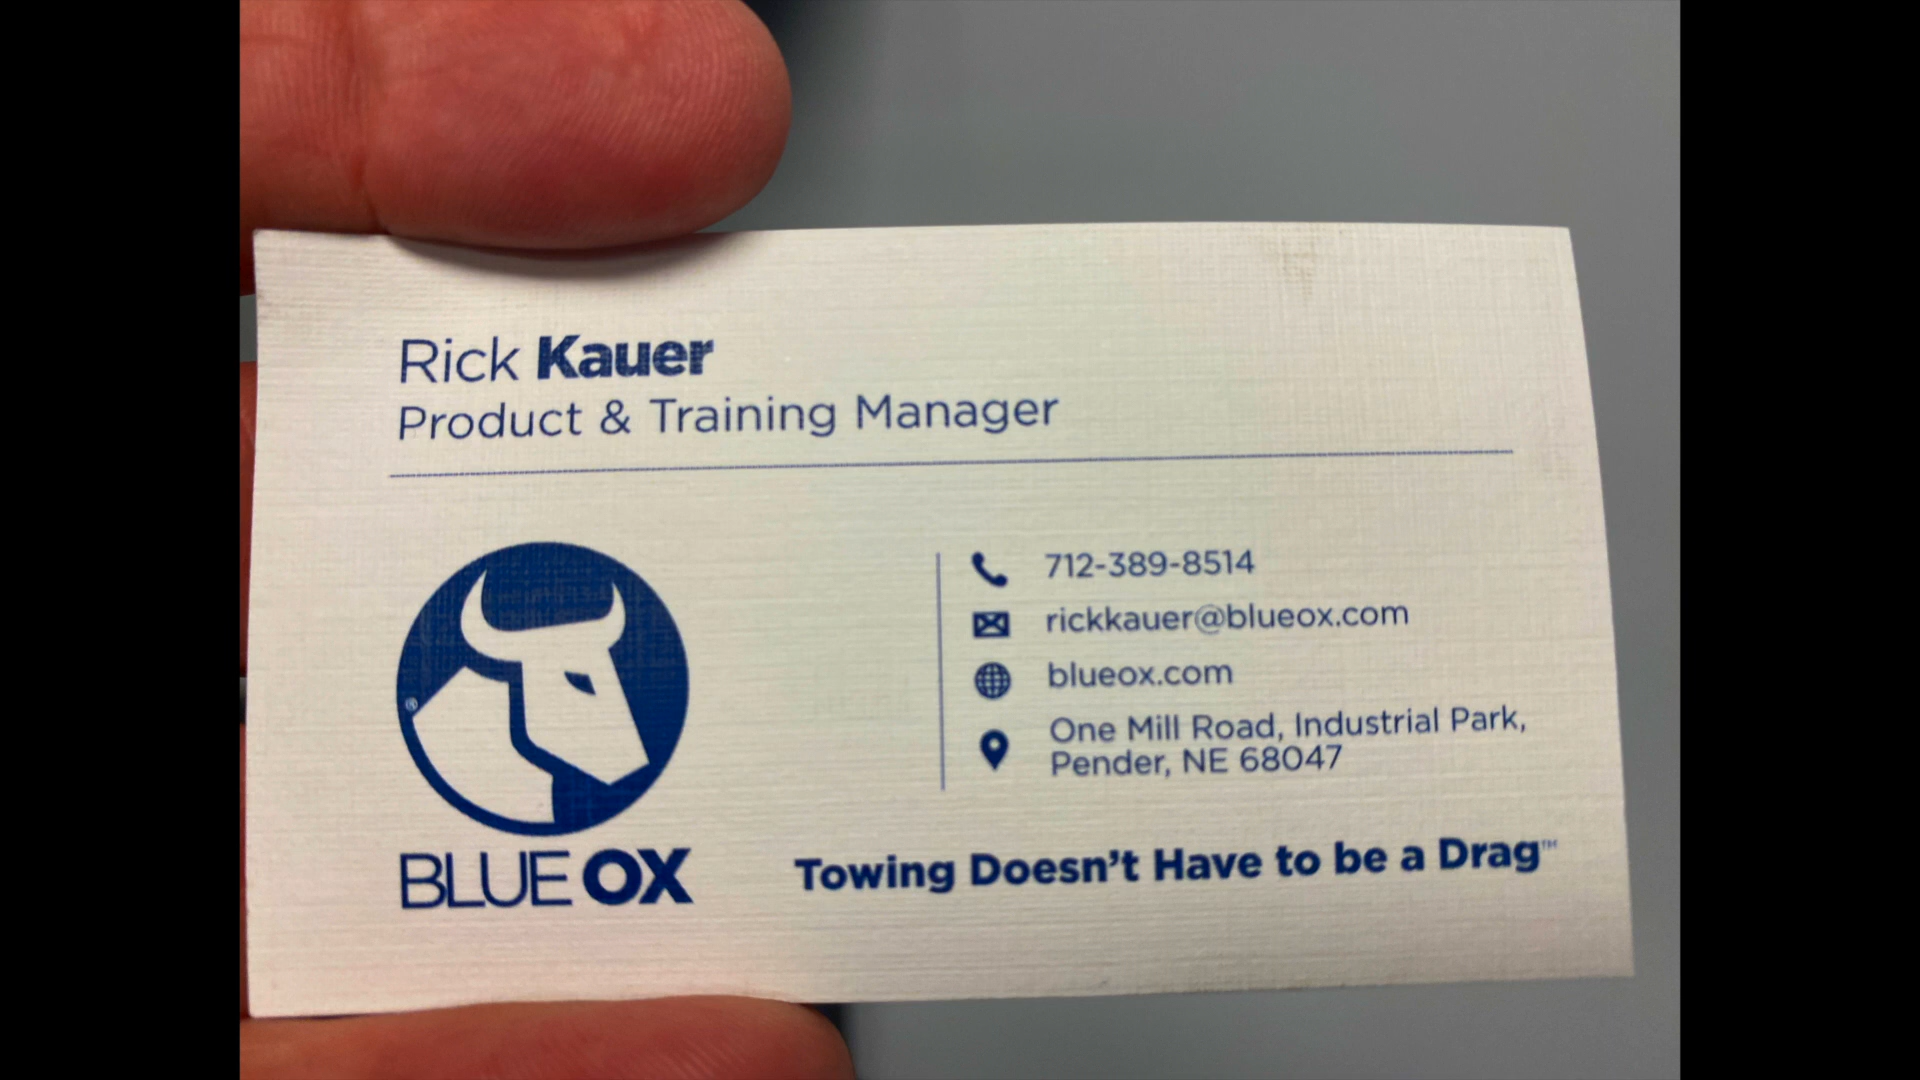 Rick Kauer
Product & Training Manager
712-389-8514
rickkauer@blueox.com
blueox.com
One Mill Road, Industrial Park,
Pender, NE 68047
®
BLUE OX
Towing Doesn't Have to be a Drag™